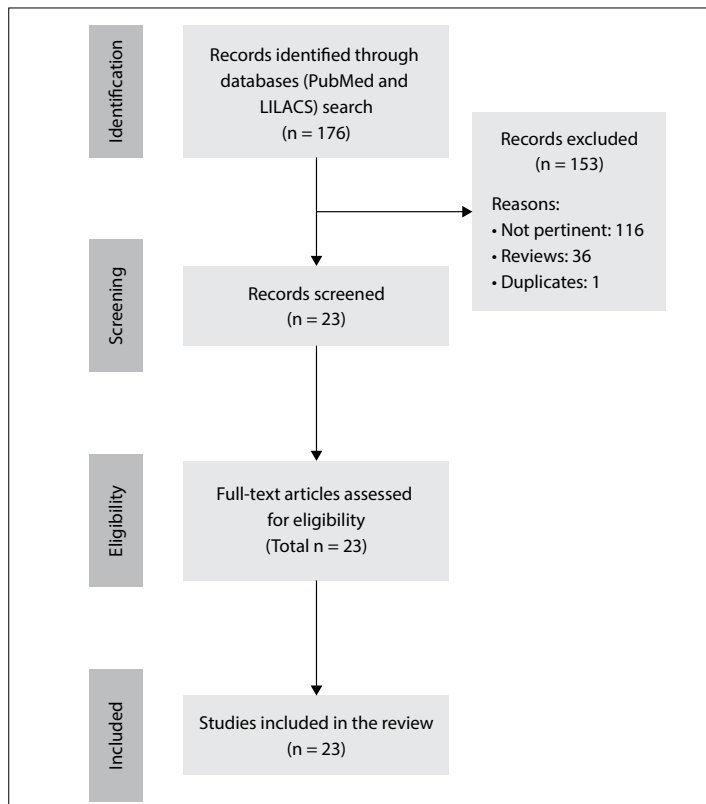 Identification
Records identified through
databases (PubMed and
LILACS) search
(n = 176)
Records excluded
(n = 153)
Reasons:
• Not pertinent: 116
• Reviews: 36
• Duplicates: 1
Screening
Records screened
(n = 23)
Eligibility
Full-text articles assessed
for eligibility
(Total n = 23)
Included
Studies included in the review
(n = 23)